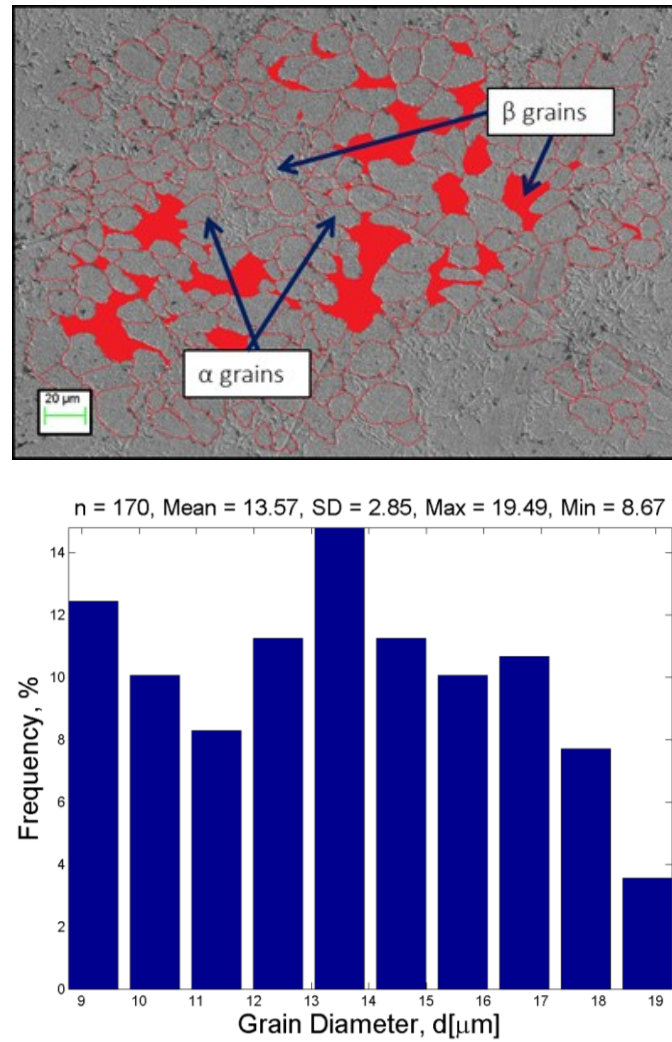 β grains
α grains
20 µm
n = 170, Mean = 13.57, SD = 2.85, Max = 19.49, Min = 8.67
14
12
10
8
6
4
2
0
Frequency, %
9 10 11 12 13 14 15 16 17 18 19
Grain Diameter, d[µm]